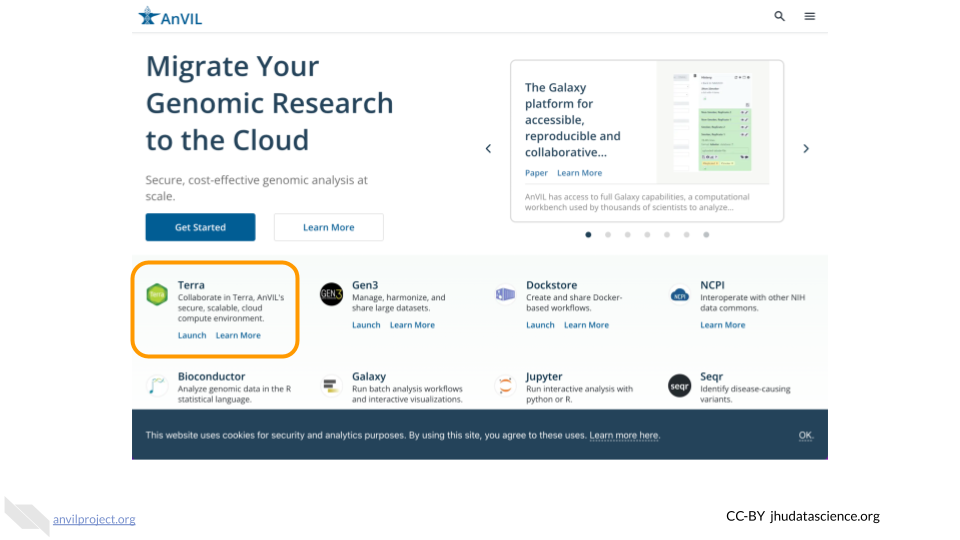 AnVIL
Migrate Your
Genomic Research
to the Cloud
Secure, cost-effective genomic analysis at
scale.
Get Started
Learn More
The Galaxy
platform for
accessible,
reproducible and
collaborative...
Paper Learn More
AnVIL has access to full Galaxy capabilities, a computational
workbench used by thousands of scientists to analyze...
Terra
Collaborate in Terra, AnVIL's
secure, scalable, cloud
compute environment.
Launch Learn More
Gen3
Manage, harmonize, and
share large datasets.
Launch Learn More
Dockstore
Create and share Docker-
based workflows.
Launch Learn More
NCPI
Interoperate with other NIH
data commons.
Learn More
Bioconductor
Analyze genomic data in the R
statistical language.
Galaxy
Run batch analysis workflows
and interactive visualizations.
Jupyter
Run interactive analysis with
python or R.
Seqr
Identify disease-causing
variants.
This website uses cookies for security and analytics purposes. By using this site, you agree to these uses. Learn more here.
OK.
anvilproject.org
CC-BY jhudatascience.org